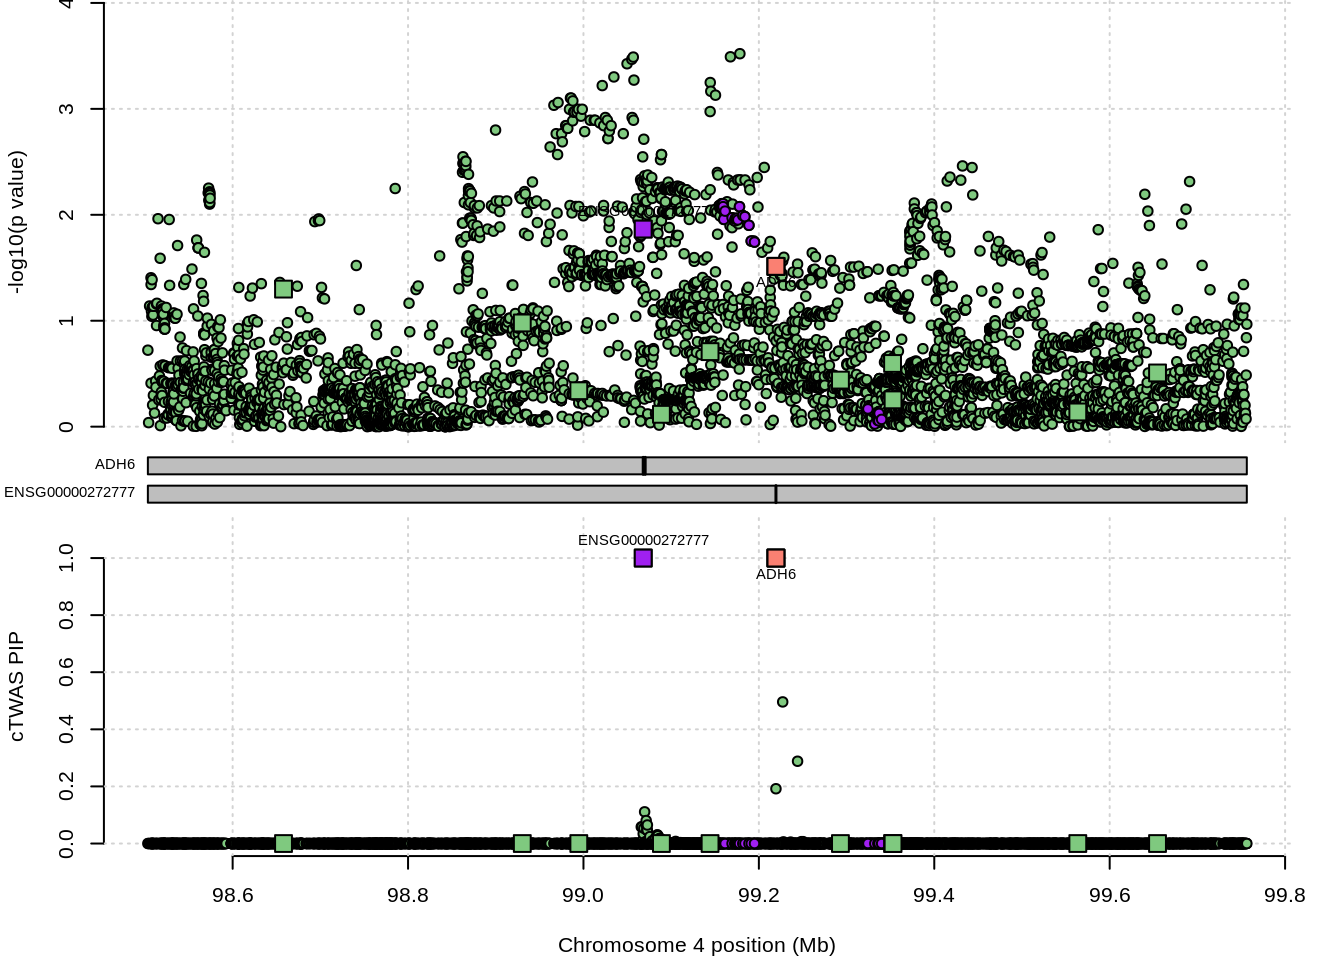 4
3
2
1
0
-log10(p value)
ENSG00000272777
ADH6
ADH6
ENSG00000272777
1.0
0.8
0.6
0.4
0.2
0.0
cTWAS PIP
ENSG00000272777
ADH6
98.6 98.8 99.0 99.2 99.4 99.6 99.8
Chromosome 4 position (Mb)